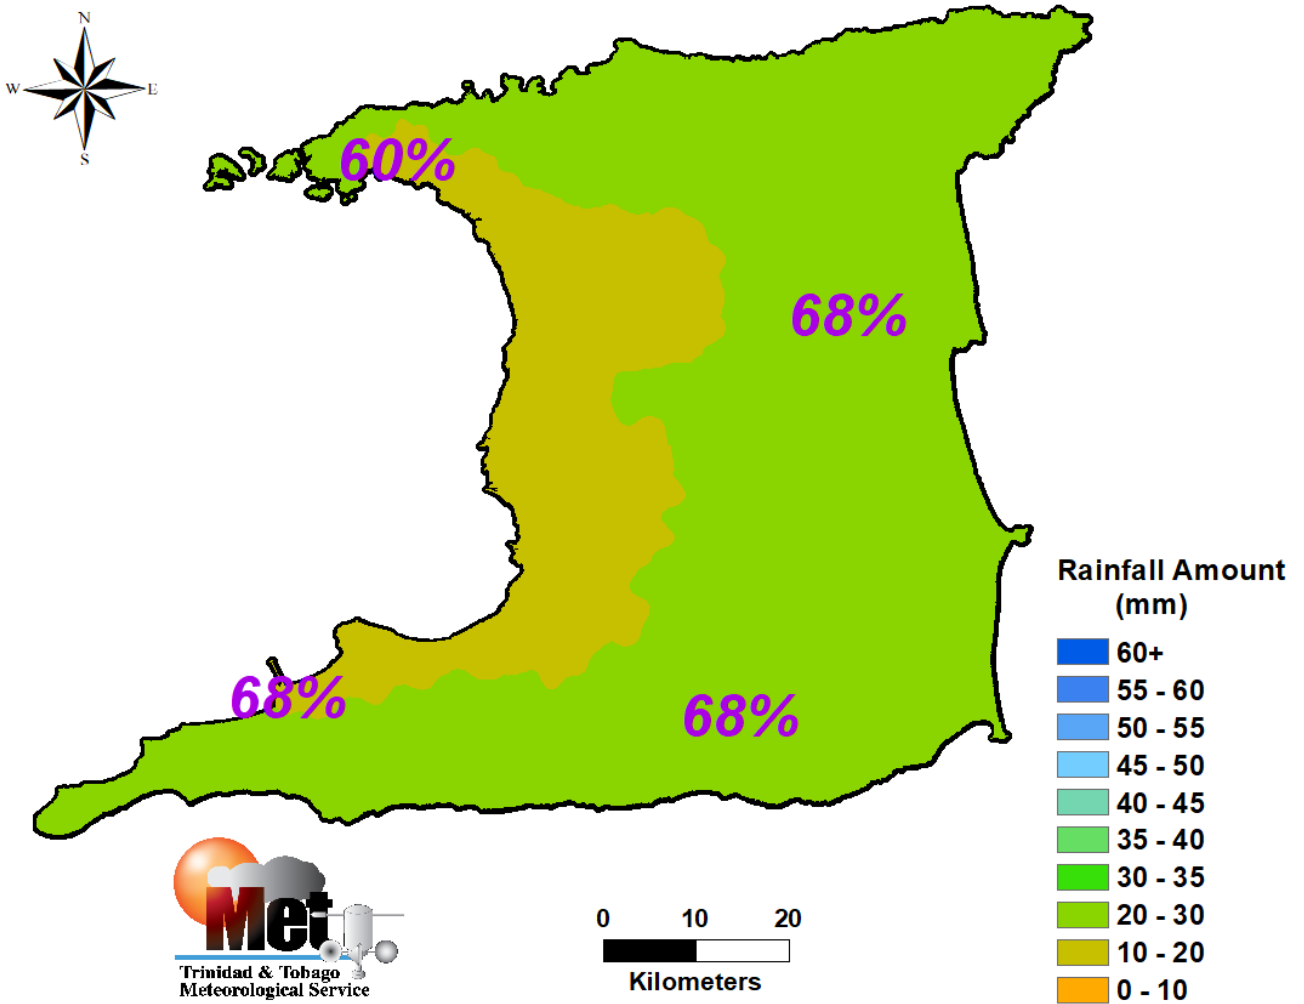 N
W
E
S
60%
68%
68%
68%
Rainfall Amount
(mm)
60+
55 - 60
50 - 55
45 - 50
40 - 45
35 - 40
30 - 35
20 - 30
10 - 20
0 - 10
0 10 20
Kilometers
Met
Trinidad & Tobago
Meteorological Service